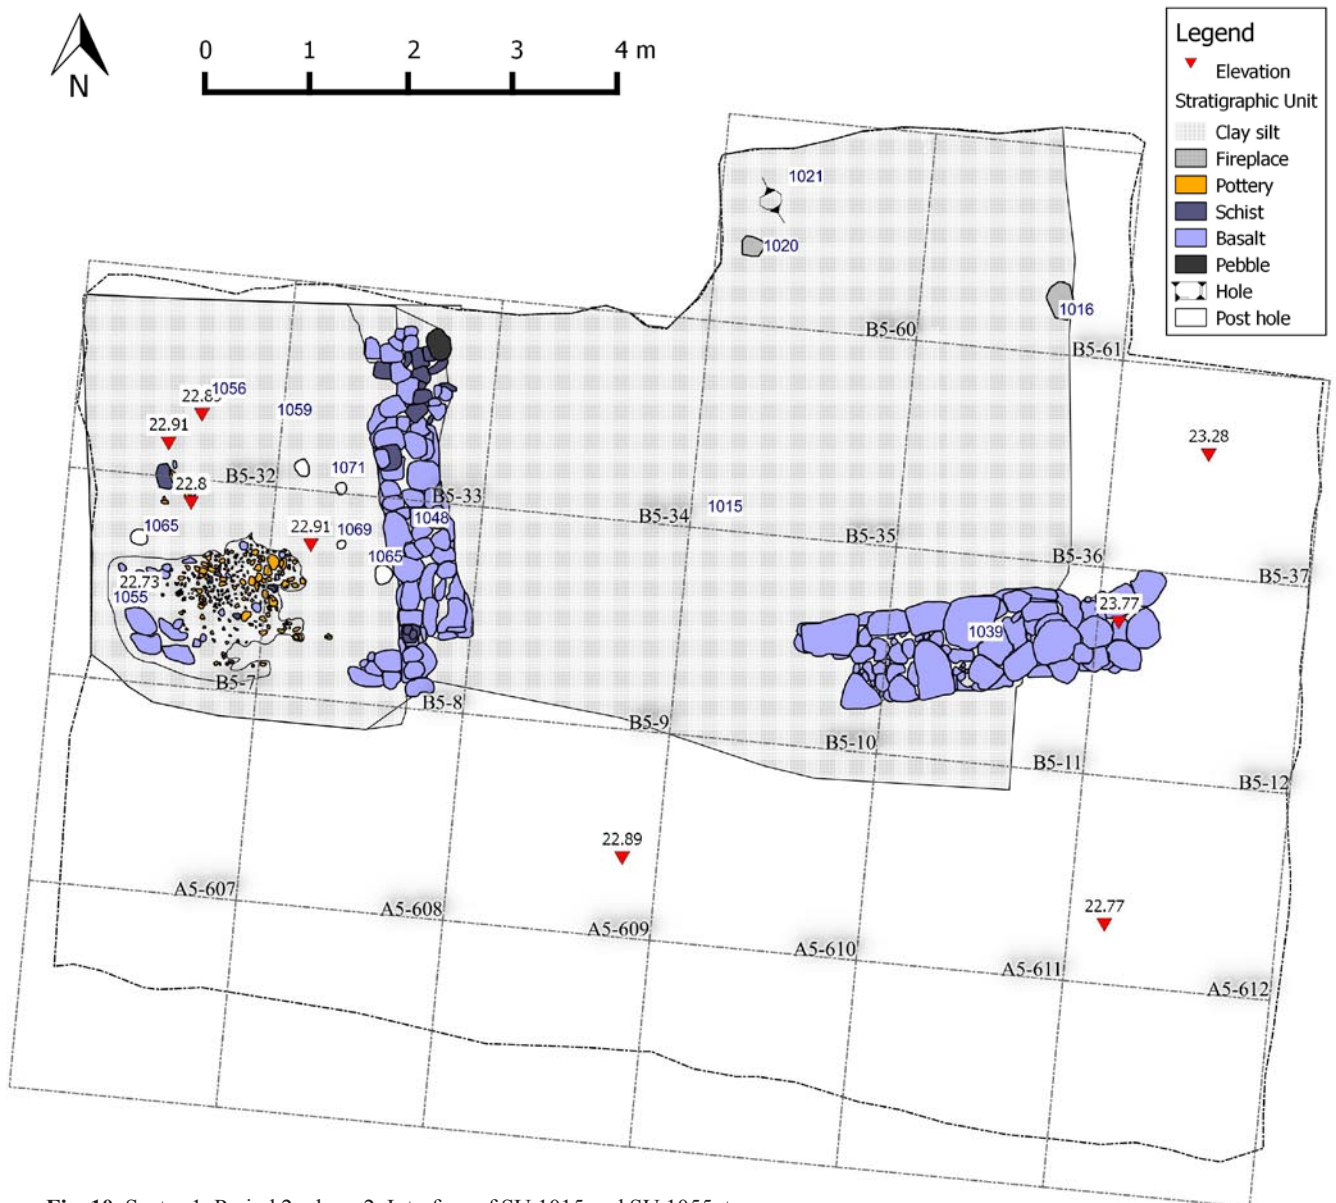 N
0 1 2 3 4 m
Legend
Elevation
Stratigraphic Unit
Clay silt
Fireplace
Pottery
Schist
Basalt
Pebble
Hole
Post hole
1021
1020
1016
B5-60
B5-61
1056
22.91
1059
23.28
B5-32
1071
B5-33
22.8
1015
B5-34
1048
1065
22.91
1069
B5-35
1065
B5-36
B5-37
22.73
1055
23.77
1039
B5-7
B5-8
B5-9
B5-10
B5-11
B5-12
22.89
A5-607
A5-608
A5-609
22.77
A5-610
A5-611
A5-612